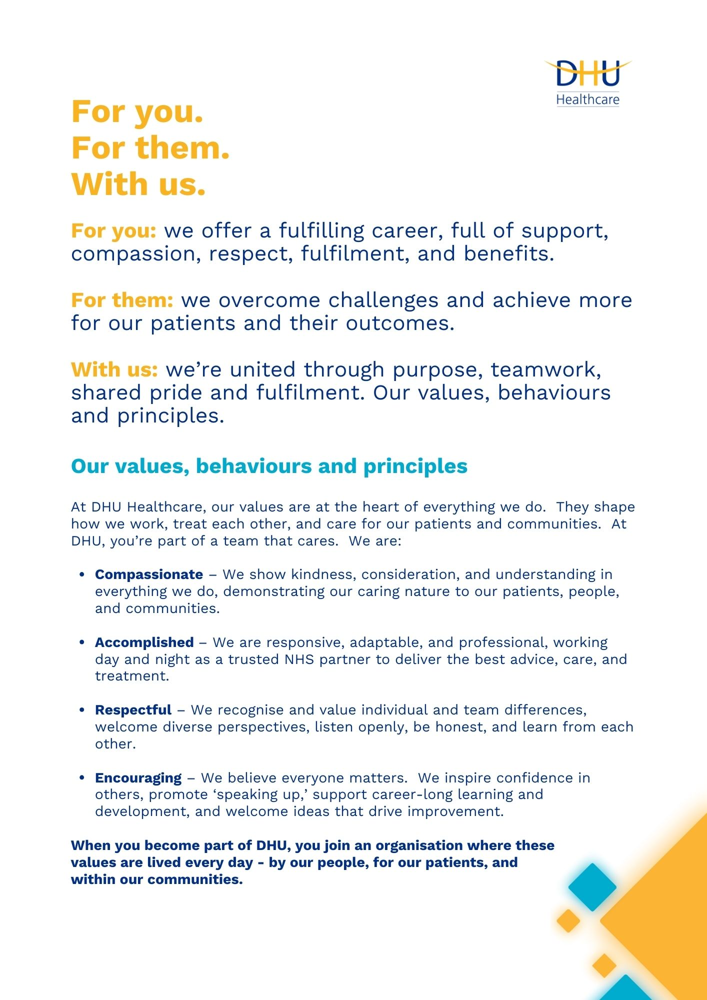 DHU
Healthcare
For you.
For them.
With us.
For you: we offer a fulfilling career, full of support,
compassion, respect, fulfilment, and benefits.
For them: we overcome challenges and achieve more
for our patients and their outcomes.
With us: we’re united through purpose, teamwork,
shared pride and fulfilment. Our values, behaviours
and principles.
Our values, behaviours and principles
At DHU Healthcare, our values are at the heart of everything we do.  They shape
how we work, treat each other, and care for our patients and communities.  At
DHU, you’re part of a team that cares.  We are:
• Compassionate – We show kindness, consideration, and understanding in
everything we do, demonstrating our caring nature to our patients, people,
and communities.
• Accomplished – We are responsive, adaptable, and professional, working
day and night as a trusted NHS partner to deliver the best advice, care, and
treatment.
• Respectful – We recognise and value individual and team differences,
welcome diverse perspectives, listen openly, be honest, and learn from each
other.
• Encouraging – We believe everyone matters.  We inspire confidence in
others, promote ‘speaking up,’ support career-long learning and
development, and welcome ideas that drive improvement.
When you become part of DHU, you join an organisation where these
values are lived every day - by our people, for our patients, and
within our communities.